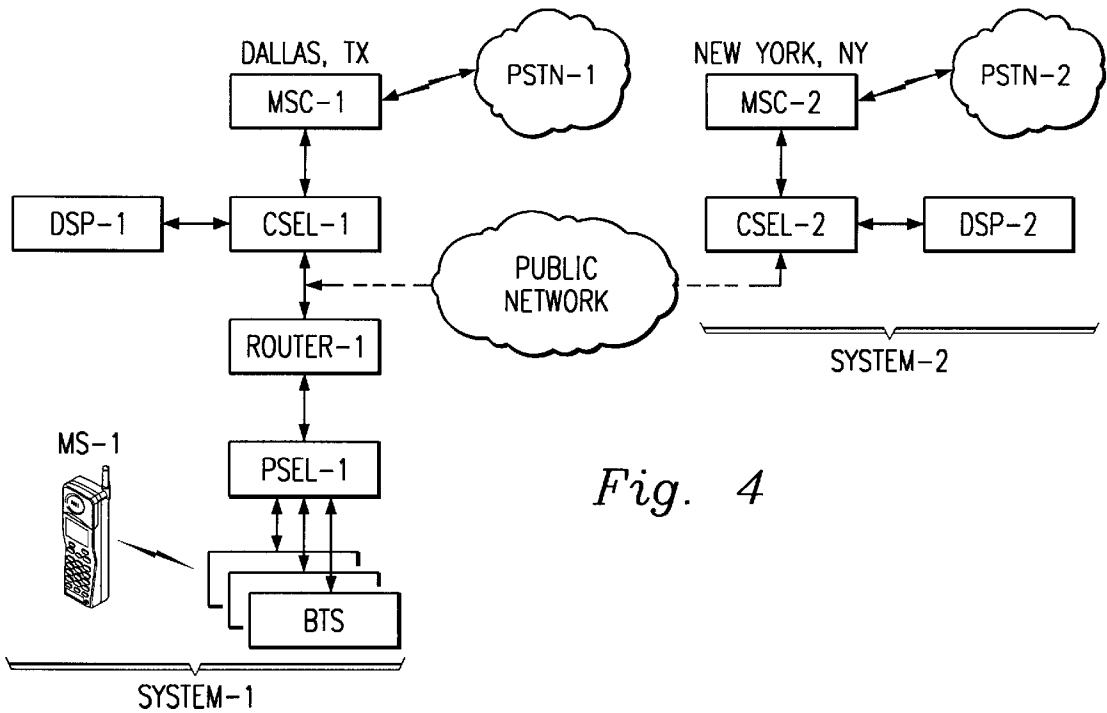 DALLAS, TX
MSC-1
PSTN-1
NEW YORK, NY
MSC-2
PSTN-2
DSP-1
CSEL-1
CSEL-2
DSP-2
PUBLIC
NETWORK
ROUTER-1
SYSTEM-2
MS-1
PSEL-1
Fig. 4
BTS
SYSTEM-1